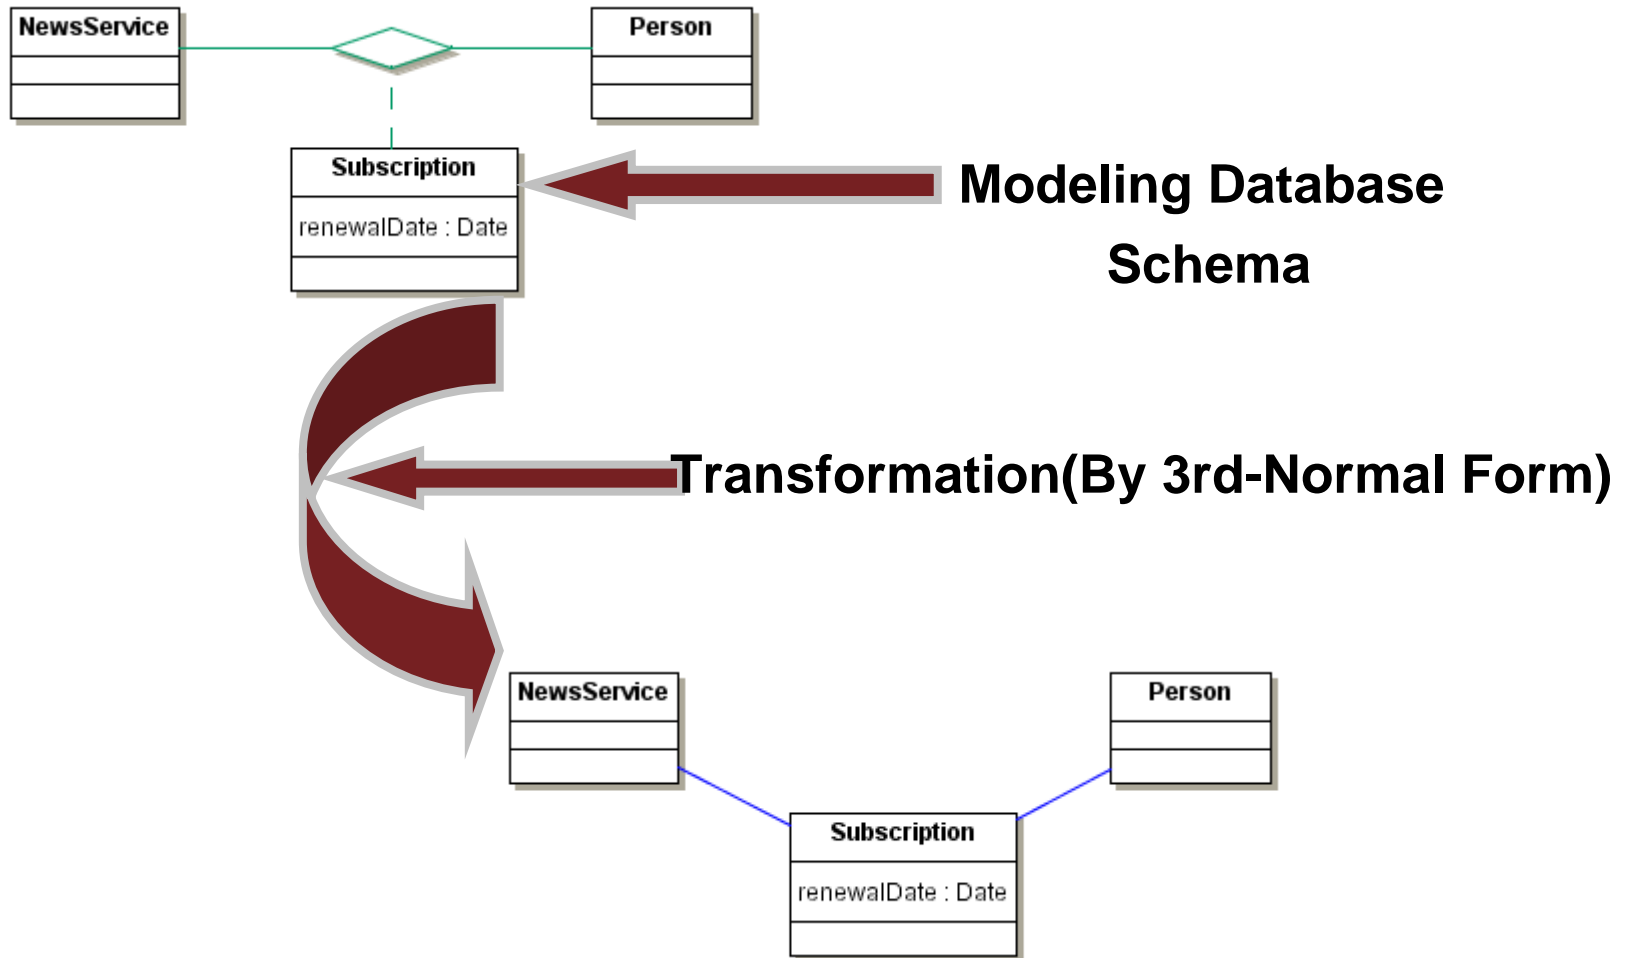 NewsService
Person
Subscription
renewalDate : Date
Modeling Database
Schema
Transformation(By 3rd-Normal Form)
NewsService
Person
Subscription
renewalDate : Date